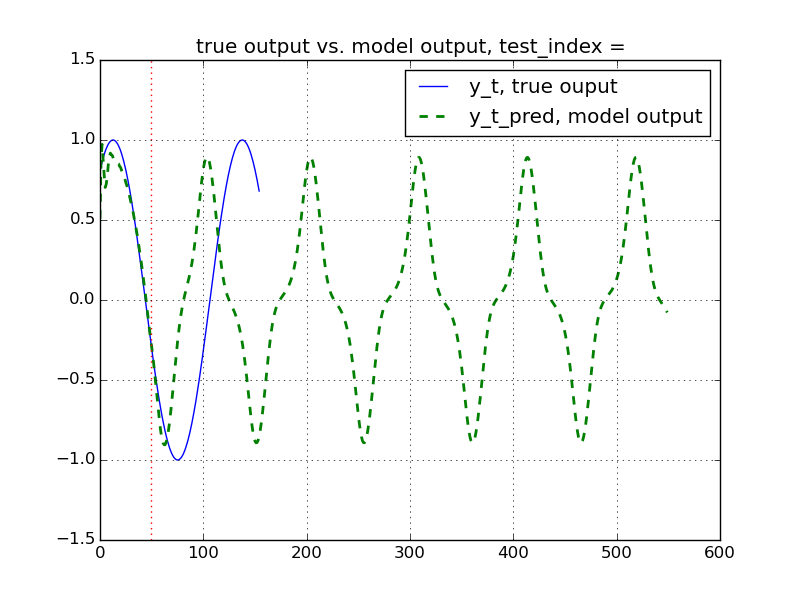 true output vs. model output, test_index =
y_t, true ouput
y_t_pred, model output
1.5
1.0
0.5
0.0
−0.5
−1.0
−1.5
0 100 200 300 400 500 600